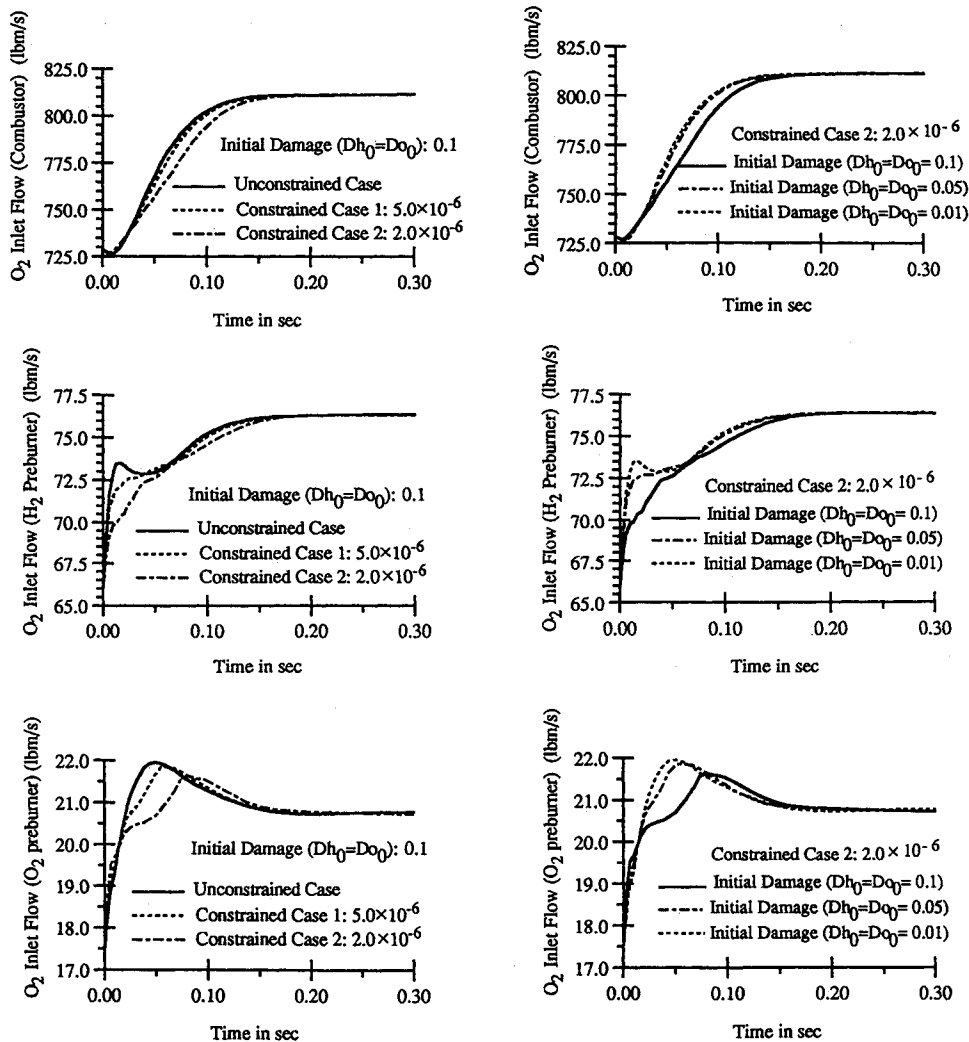 O2 Inlet Flow (Combustor) (lbm/s)
825.0
800.0
775.0
750.0
725.0
Initial Damage (Dh0=Do0): 0.1
Unconstrained Case
Constrained Case 1: 5.0×10-6
Constrained Case 2: 2.0×10-6
0.00 0.10 0.20 0.30
Time in sec
O2 Inlet Flow (Combustor) (lbm/s)
825.0
800.0
775.0
750.0
725.0
Constrained Case 2: 2.0×10-6
Initial Damage (Dh0=Do0= 0.1)
Initial Damage (Dh0=Do0= 0.05)
Initial Damage (Dh0=Do0= 0.01)
0.00 0.10 0.20 0.30
Time in sec
O2 Inlet Flow (H2 Preburner) (lbm/s)
77.5
75.0
72.5
70.0
67.5
65.0
Initial Damage (Dh0=Do0): 0.1
Unconstrained Case
Constrained Case 1: 5.0×10-6
Constrained Case 2: 2.0×10-6
0.00 0.10 0.20 0.30
Time in sec
O2 Inlet Flow (H2 Preburner) (lbm/s)
77.5
75.0
72.5
70.0
67.5
65.0
Constrained Case 2: 2.0×10-6
Initial Damage (Dh0=Do0= 0.1)
Initial Damage (Dh0=Do0= 0.05)
Initial Damage (Dh0=Do0= 0.01)
0.00 0.10 0.20 0.30
Time in sec
O2 Inlet Flow (O2 preburner) (lbm/s)
22.0
21.0
20.0
19.0
18.0
17.0
Initial Damage (Dh0=Do0): 0.1
Unconstrained Case
Constrained Case 1: 5.0×10-6
Constrained Case 2: 2.0×10-6
0.00 0.10 0.20 0.30
Time in sec
O2 Inlet Flow (O2 preburner) (lbm/s)
22.0
21.0
20.0
19.0
18.0
17.0
Constrained Case 2: 2.0×10-6
Initial Damage (Dh0=Do0= 0.1)
Initial Damage (Dh0=Do0= 0.05)
Initial Damage (Dh0=Do0= 0.01)
0.00 0.10 0.20 0.30
Time in sec